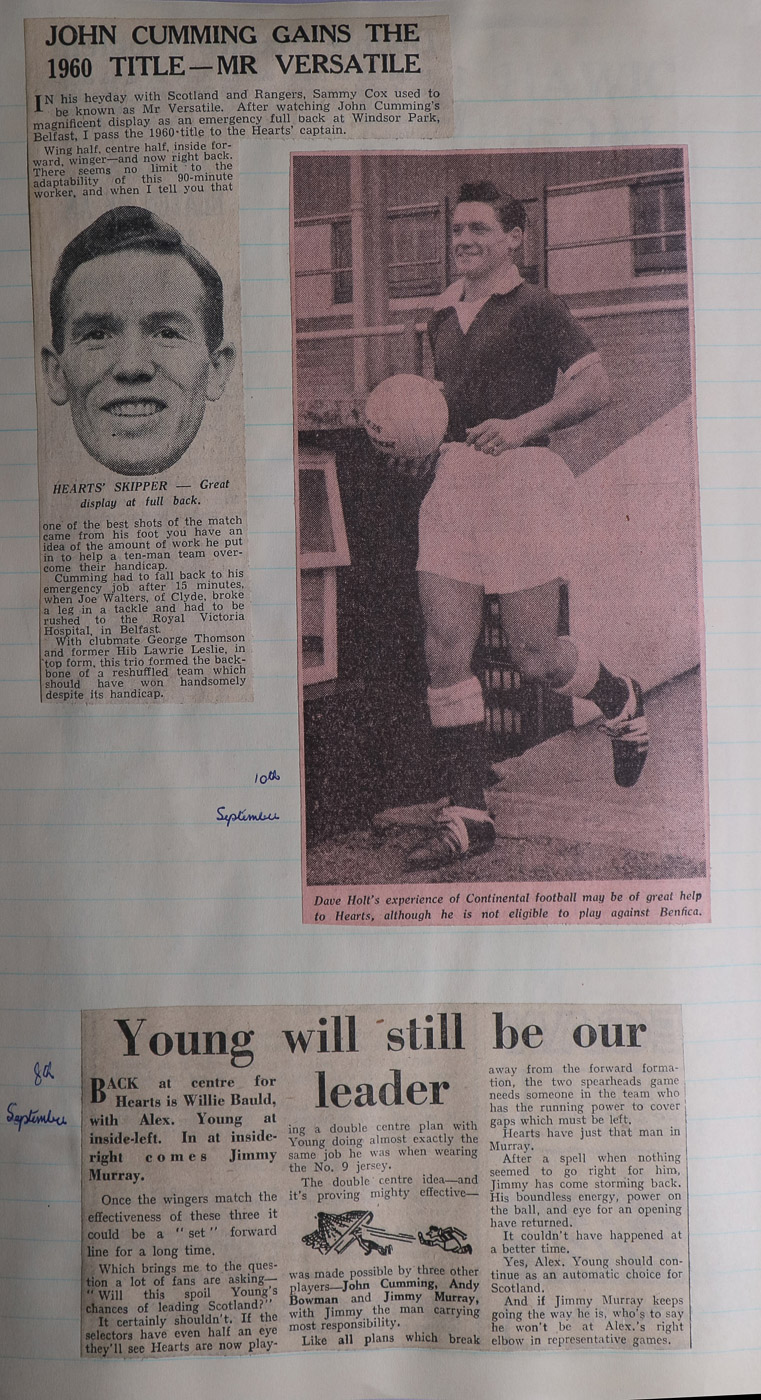 JOHN CUMMING GAINS THE
1960 TITLE—MR VERSATILE
IN his heyday with Scotland and Rangers, Sammy Cox used to
be known as Mr Versatile. After watching John Cumming's
magnificent display as an emergency full back at Windsor Park,
Belfast, I pass the 1960 title to the Hearts' captain.
Wing half, centre half, inside for-
ward, winger—and now right back.
There seems no limit to the
adaptability of this 90-minute
worker, and when I tell you that
HEARTS' SKIPPER — Great
display at full back.
one of the best shots of the match
came from his foot you have an
idea of the amount of work he put
in to help a ten-man team over-
come their handicap.
Cumming had to fall back to his
emergency job after 15 minutes,
when Joe Walters, of Clyde, broke
a leg in a tackle and had to be
rushed to the Royal Victoria
Hospital, in Belfast.
With clubmate George Thomson
and former Hib Lawrie Leslie, in
top form, this trio formed the back-
bone of a reshuffled team which
should have won handsomely
despite its handicap.
10th
September
Dave Holt's experience of Continental football may be of great help
to Hearts, although he is not eligible to play against Benfica.
8th
September
Young will still be our
leader
BACK at centre for
Hearts is Willie Bauld,
with Alex. Young at
inside-left. In at inside-
right comes Jimmy
Murray.
Once the wingers match the
effectiveness of these three it
could be a "set" forward
line for a long time.
Which brings me to the ques-
tion a lot of fans are asking—
"Will this spoil Young's
chances of leading Scotland?"
It certainly shouldn't. If the
selectors have even half an eye
they'll see Hearts are now play-
ing a double centre plan with
Young doing almost exactly the
same job he was when wearing
the No. 9 jersey.
The double centre idea—and
it's proving mighty effective—
was made possible by three other
players—John Cumming, Andy
Bowman and Jimmy Murray,
with Jimmy the man carrying
most responsibility.
Like all plans which break
away from the forward forma-
tion, the two spearheads game
needs someone in the team who
has the running power to cover
gaps which must be left.
Hearts have just that man in
Murray.
After a spell when nothing
seemed to go right for him,
Jimmy has come storming back.
His boundless energy, power on
the ball, and eye for an opening
have returned.
It couldn't have happened at
a better time.
Yes, Alex. Young should con-
tinue as an automatic choice for
Scotland.
And if Jimmy Murray keeps
going the way he is, who's to say
he won't be at Alex.'s right
elbow in representative games.